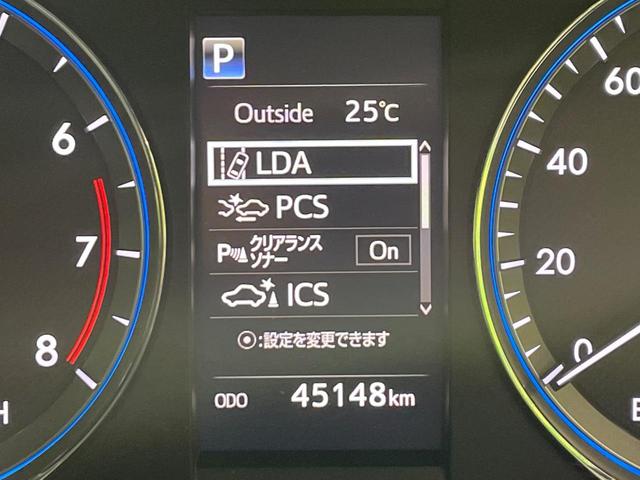 P
Outside 25℃
LDA
PCS
P クリアランス
ソナー On
ICS
⦿:設定を変更できます
ODO 45148km
6
7
8
H
60
40
20
0
E